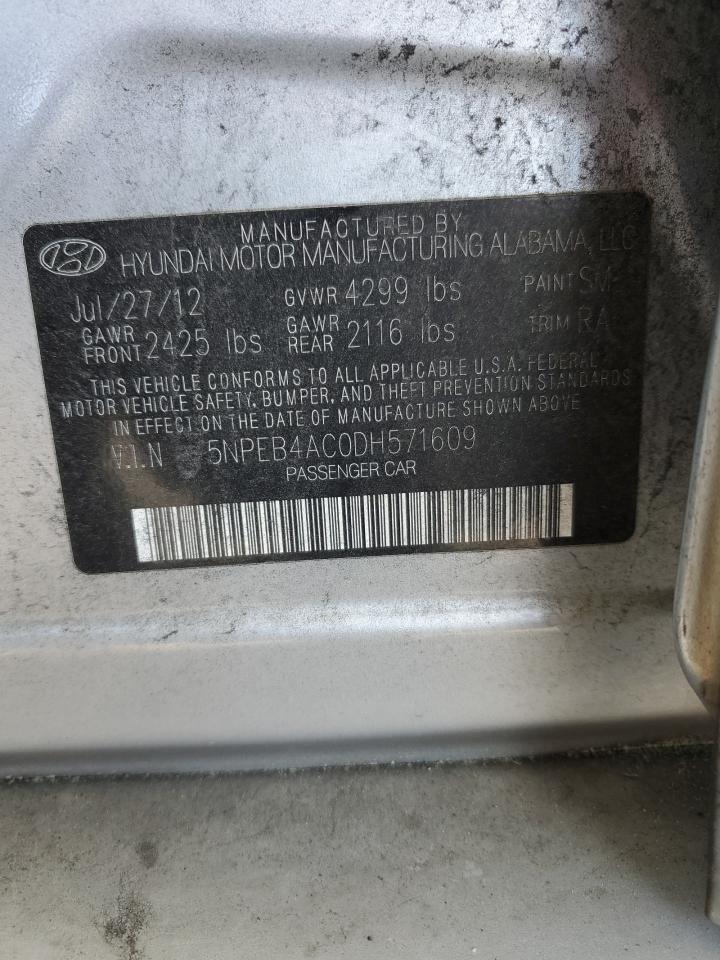 MANUFACTURED BY
HYUNDAI MOTOR MANUFACTURING ALABAMA, LLC
Jul/27/12 GVWR 4299 lbs PAINT SM
GAWR FRONT 2425 lbs GAWR REAR 2116 lbs TRIM RA
THIS VEHICLE CONFORMS TO ALL APPLICABLE U.S.A. FEDERAL
MOTOR VEHICLE SAFETY, BUMPER, AND THEFT PREVENTION STANDARDS
IN EFFECT ON THE DATE OF MANUFACTURE SHOWN ABOVE
V.I.N 5NPEB4AC0DH571609
PASSENGER CAR